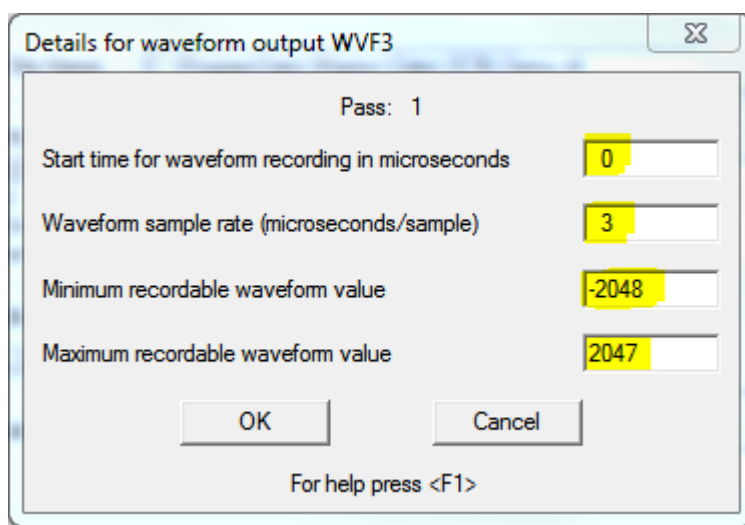 Details for waveform output WVF3
Pass: 1
Start time for waveform recording in microseconds 0
Waveform sample rate (microseconds/sample) 3
Minimum recordable waveform value -2048
Maximum recordable waveform value 2047
OK Cancel
For help press <F1>